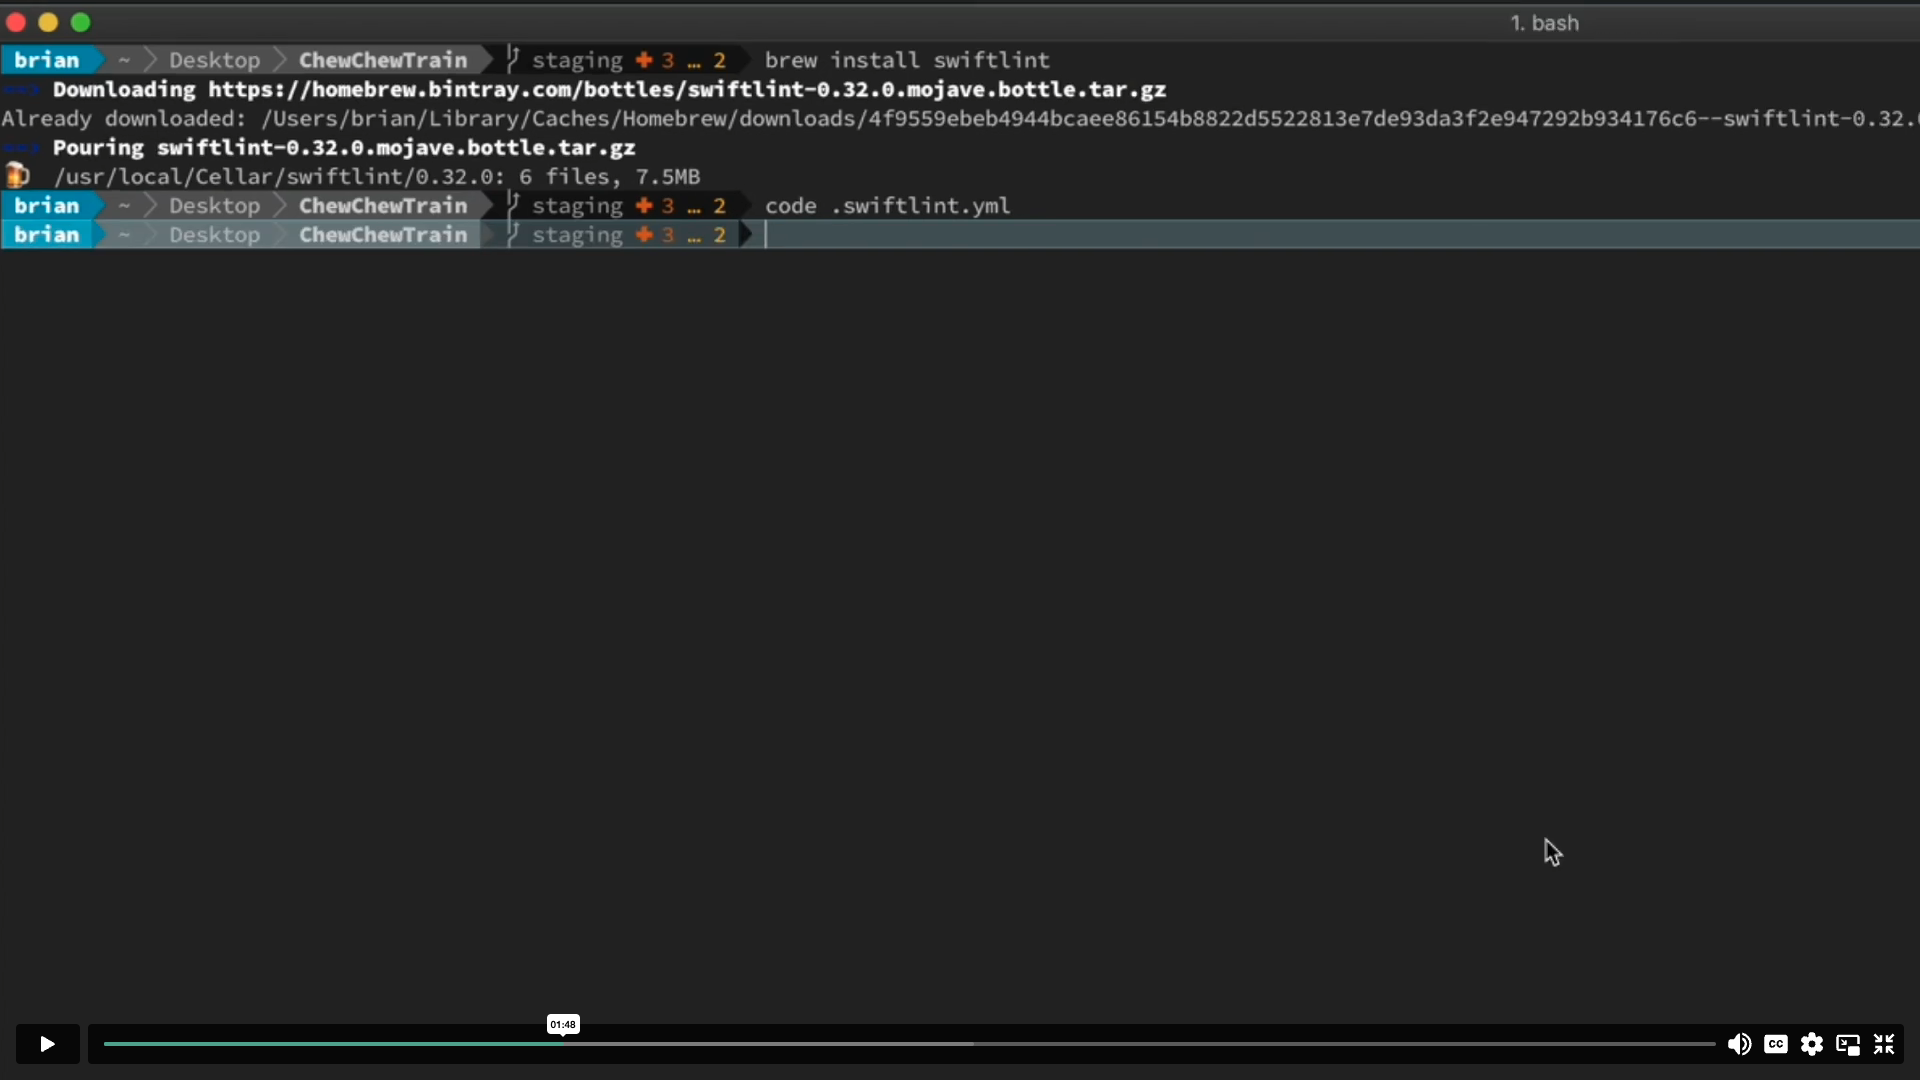 1. bash
brian ~ Desktop ChewChewTrain staging ✚ 3 … 2 brew install swiftlint
==> Downloading https://homebrew.bintray.com/bottles/swiftlint-0.32.0.mojave.bottle.tar.gz
Already downloaded: /Users/brian/Library/Caches/Homebrew/downloads/4f9559ebeb4944bcaee86154b8822d5522813e7de93da3f2e947292b934176c6--swiftlint-0.32.
==> Pouring swiftlint-0.32.0.mojave.bottle.tar.gz
🍺 /usr/local/Cellar/swiftlint/0.32.0: 6 files, 7.5MB
brian ~ Desktop ChewChewTrain staging ✚ 3 … 2 code .swiftlint.yml
brian ~ Desktop ChewChewTrain staging ✚ 3 … 2
01:48
CC